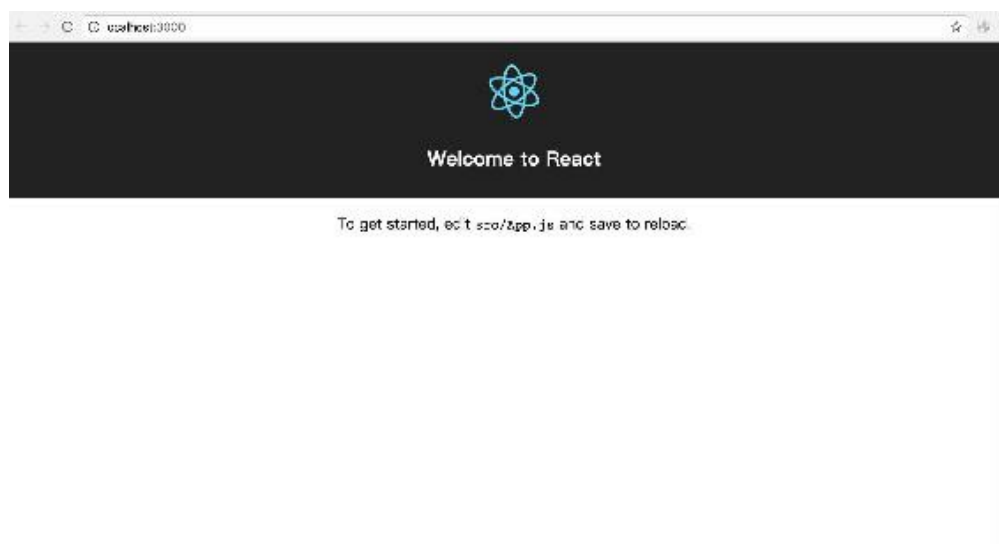 localhost:3000
Welcome to React
To get started, edit src/App.js and save to reload.